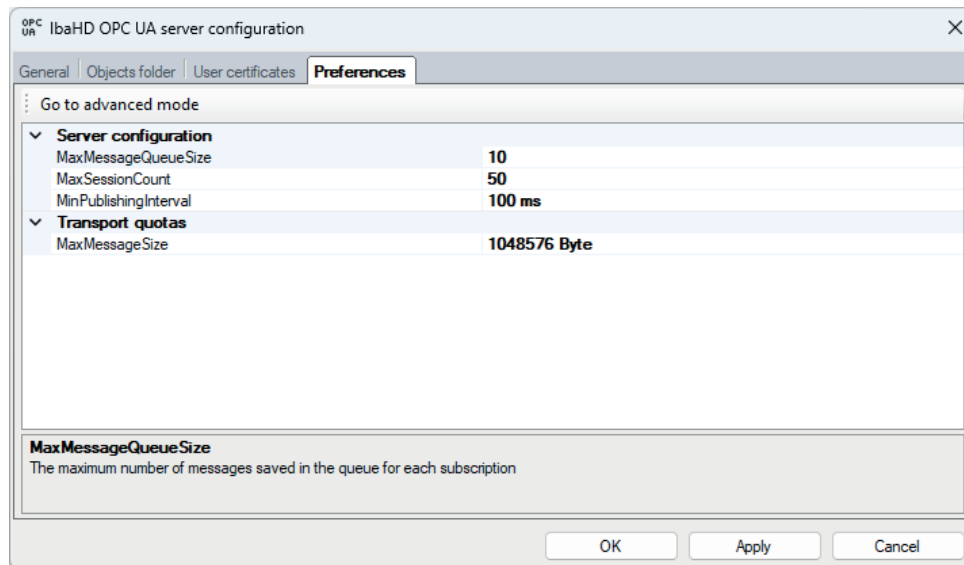 OPC UA IbaHD OPC UA server configuration
General Objects folder User certificates Preferences
Go to advanced mode
Server configuration
MaxMessageQueueSize 10
MaxSessionCount 50
MinPublishingInterval 100 ms
Transport quotas
MaxMessageSize 1048576 Byte
MaxMessageQueueSize
The maximum number of messages saved in the queue for each subscription
OK Apply Cancel